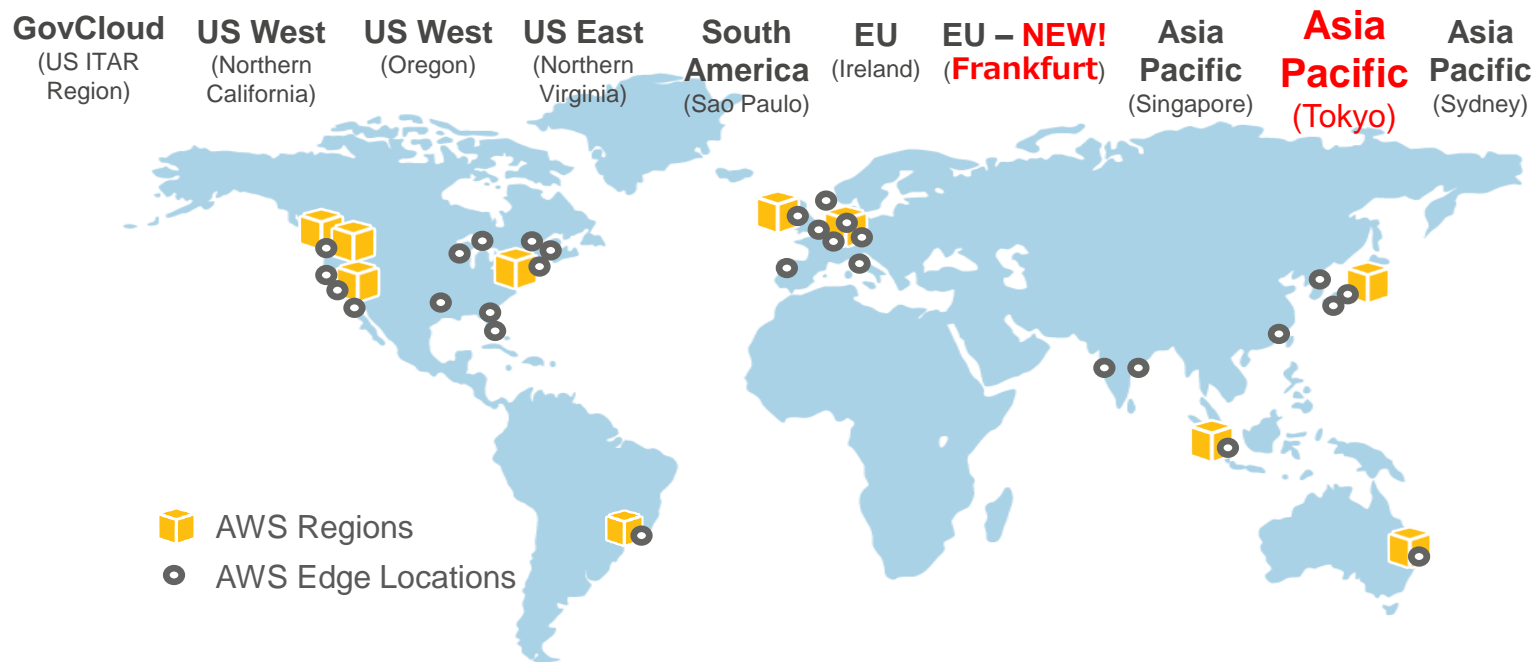 GovCloud
(US ITAR
Region)
US West
(Northern
California)
US West
(Oregon)
US East
(Northern
Virginia)
South
America
(Sao Paulo)
EU
(Ireland)
EU – NEW!
(Frankfurt)
Asia
Pacific
(Singapore)
Asia
Pacific
(Tokyo)
Asia
Pacific
(Sydney)
AWS Regions
AWS Edge Locations